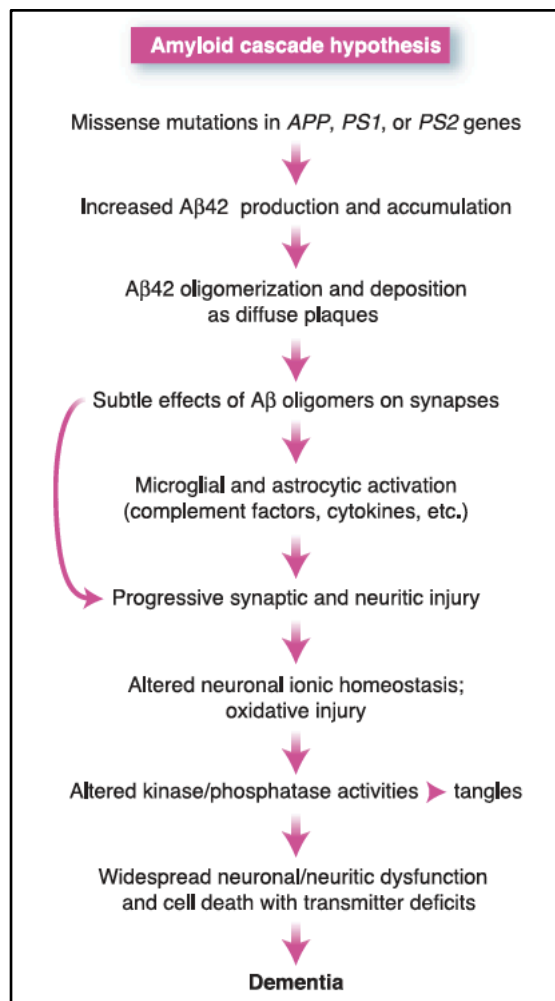 Amyloid cascade hypothesis
Missense mutations in APP, PS1, or PS2 genes
Increased Aβ42 production and accumulation
Aβ42 oligomerization and deposition
as diffuse plaques
Subtle effects of Aβ oligomers on synapses
Microglial and astrocytic activation
(complement factors, cytokines, etc.)
Progressive synaptic and neuritic injury
Altered neuronal ionic homeostasis;
oxidative injury
Altered kinase/phosphatase activities tangles
Widespread neuronal/neuritic dysfunction
and cell death with transmitter deficits
Dementia